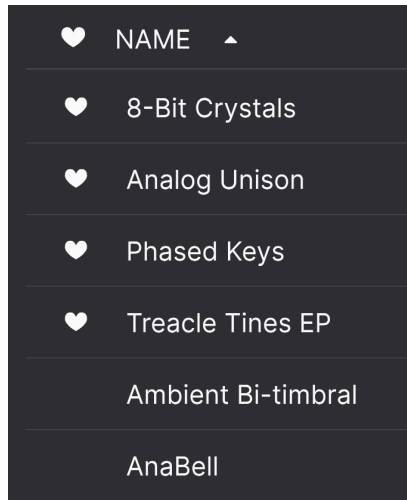 NAME
8-Bit Crystals
Analog Unison
Phased Keys
Treacle Tines EP
Ambient Bi-timbral
AnaBell